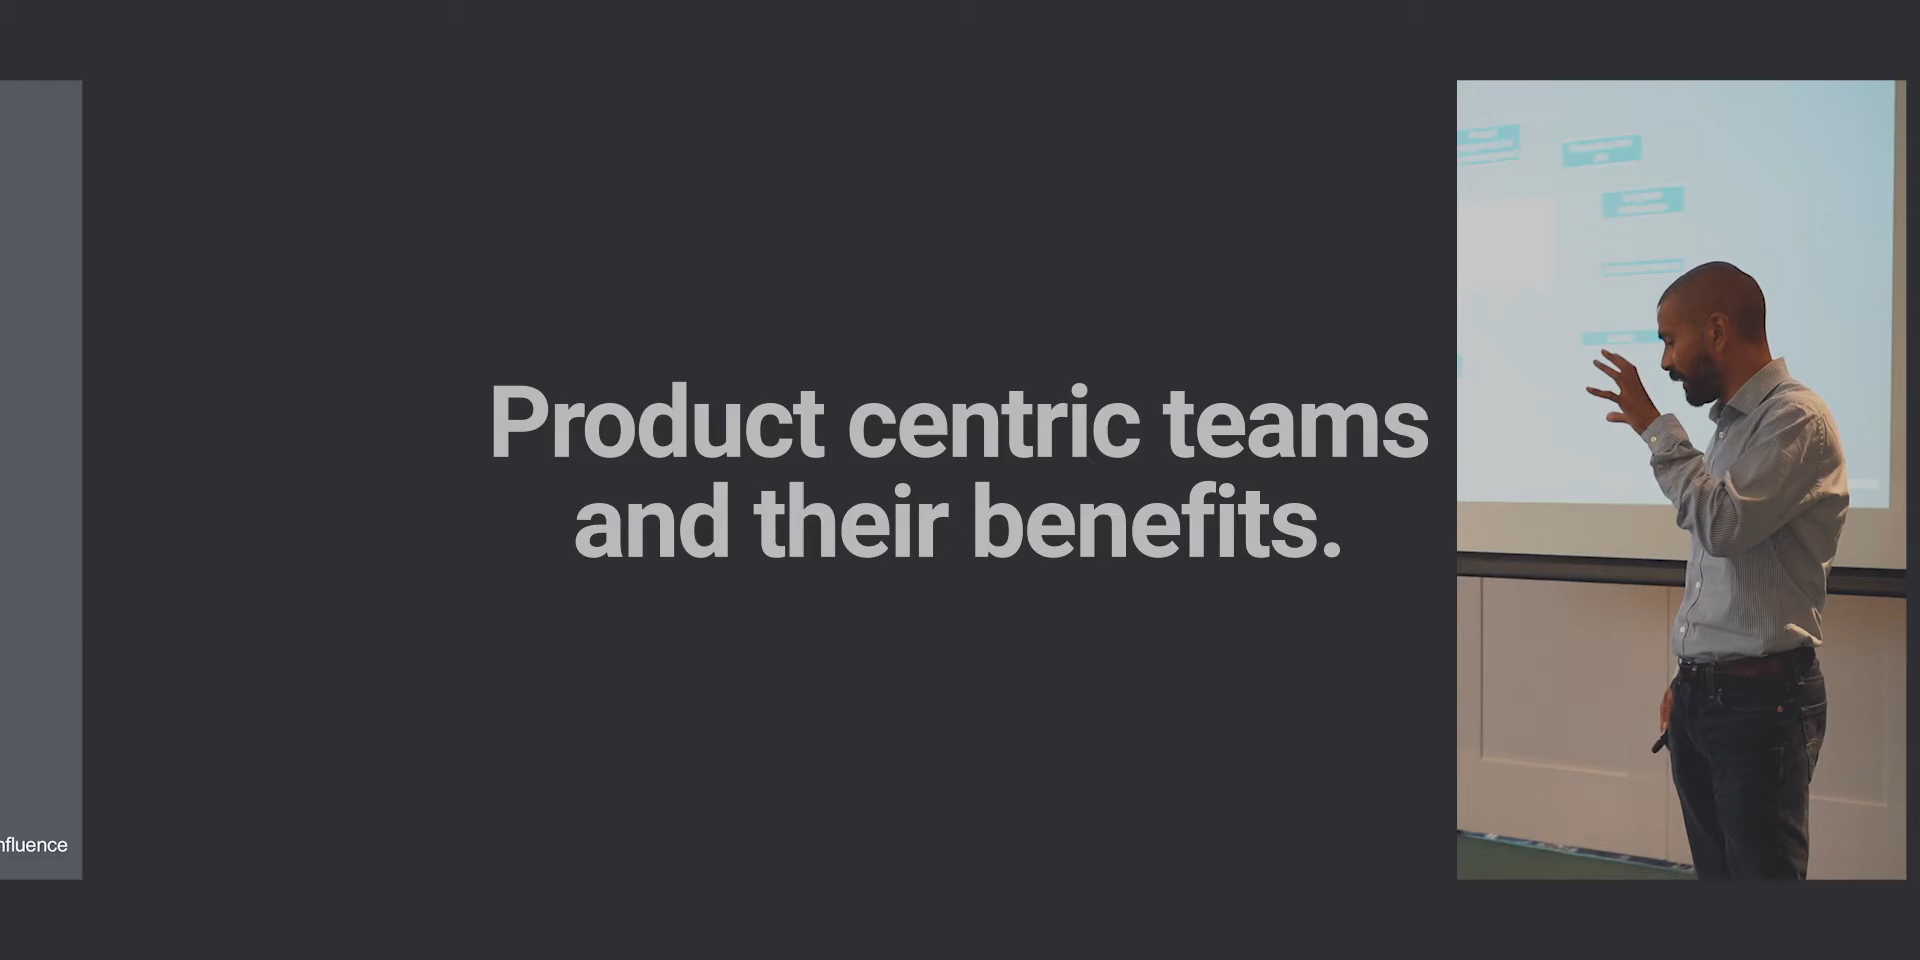 Product centric teams
and their benefits.
nfluence